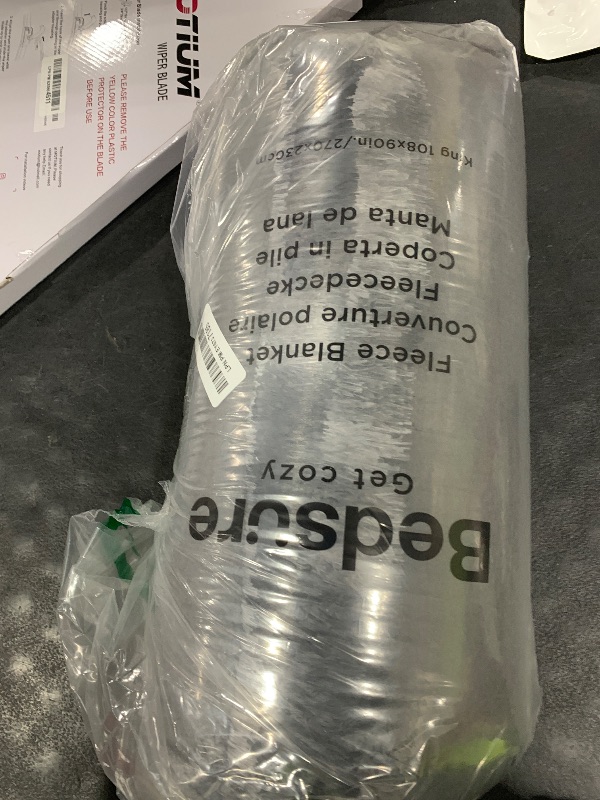 Bedsure
Get cozy
Fleece Blanket
Couverture polaire
Fleecedecke
Coperta in pile
Manta de lana
King 108x90in./270x230cm
OTIUM
WIPER BLADE
PLEASE REMOVE THE
YELLOW COLOR PLASTIC
PROTECTOR ON THE BLADE
BEFORE USE